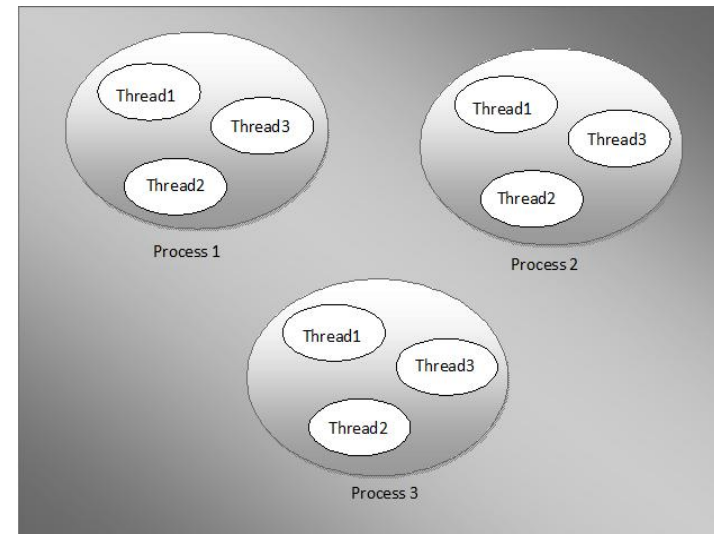 Thread1
Thread3
Thread2
Process 1
Thread1
Thread3
Thread2
Process 2
Thread1
Thread3
Thread2
Process 3